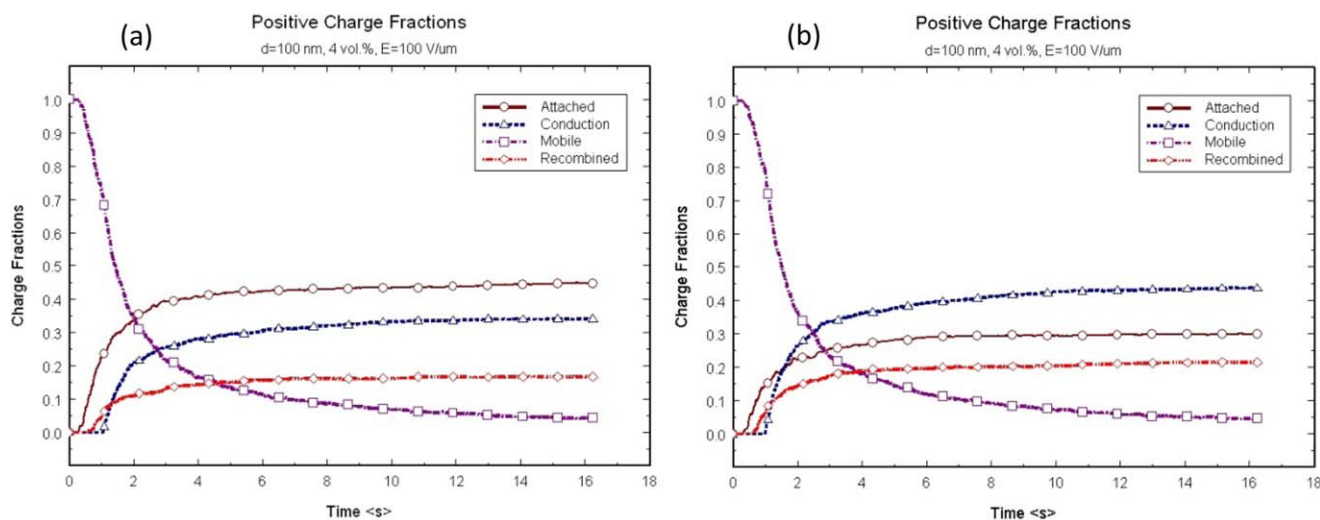 (a)
Positive Charge Fractions
d=100 nm, 4 vol.%, E=100 V/um
Attached
Conduction
Mobile
Recombined
Charge Fractions
1.0
0.9
0.8
0.7
0.6
0.5
0.4
0.3
0.2
0.1
0.0
0 2 4 6 8 10 12 14 16 18
Time <s>
(b)
Positive Charge Fractions
d=100 nm, 4 vol.%, E=100 V/um
Attached
Conduction
Mobile
Recombined
Charge Fractions
1.0
0.9
0.8
0.7
0.6
0.5
0.4
0.3
0.2
0.1
0.0
0 2 4 6 8 10 12 14 16 18
Time <s>